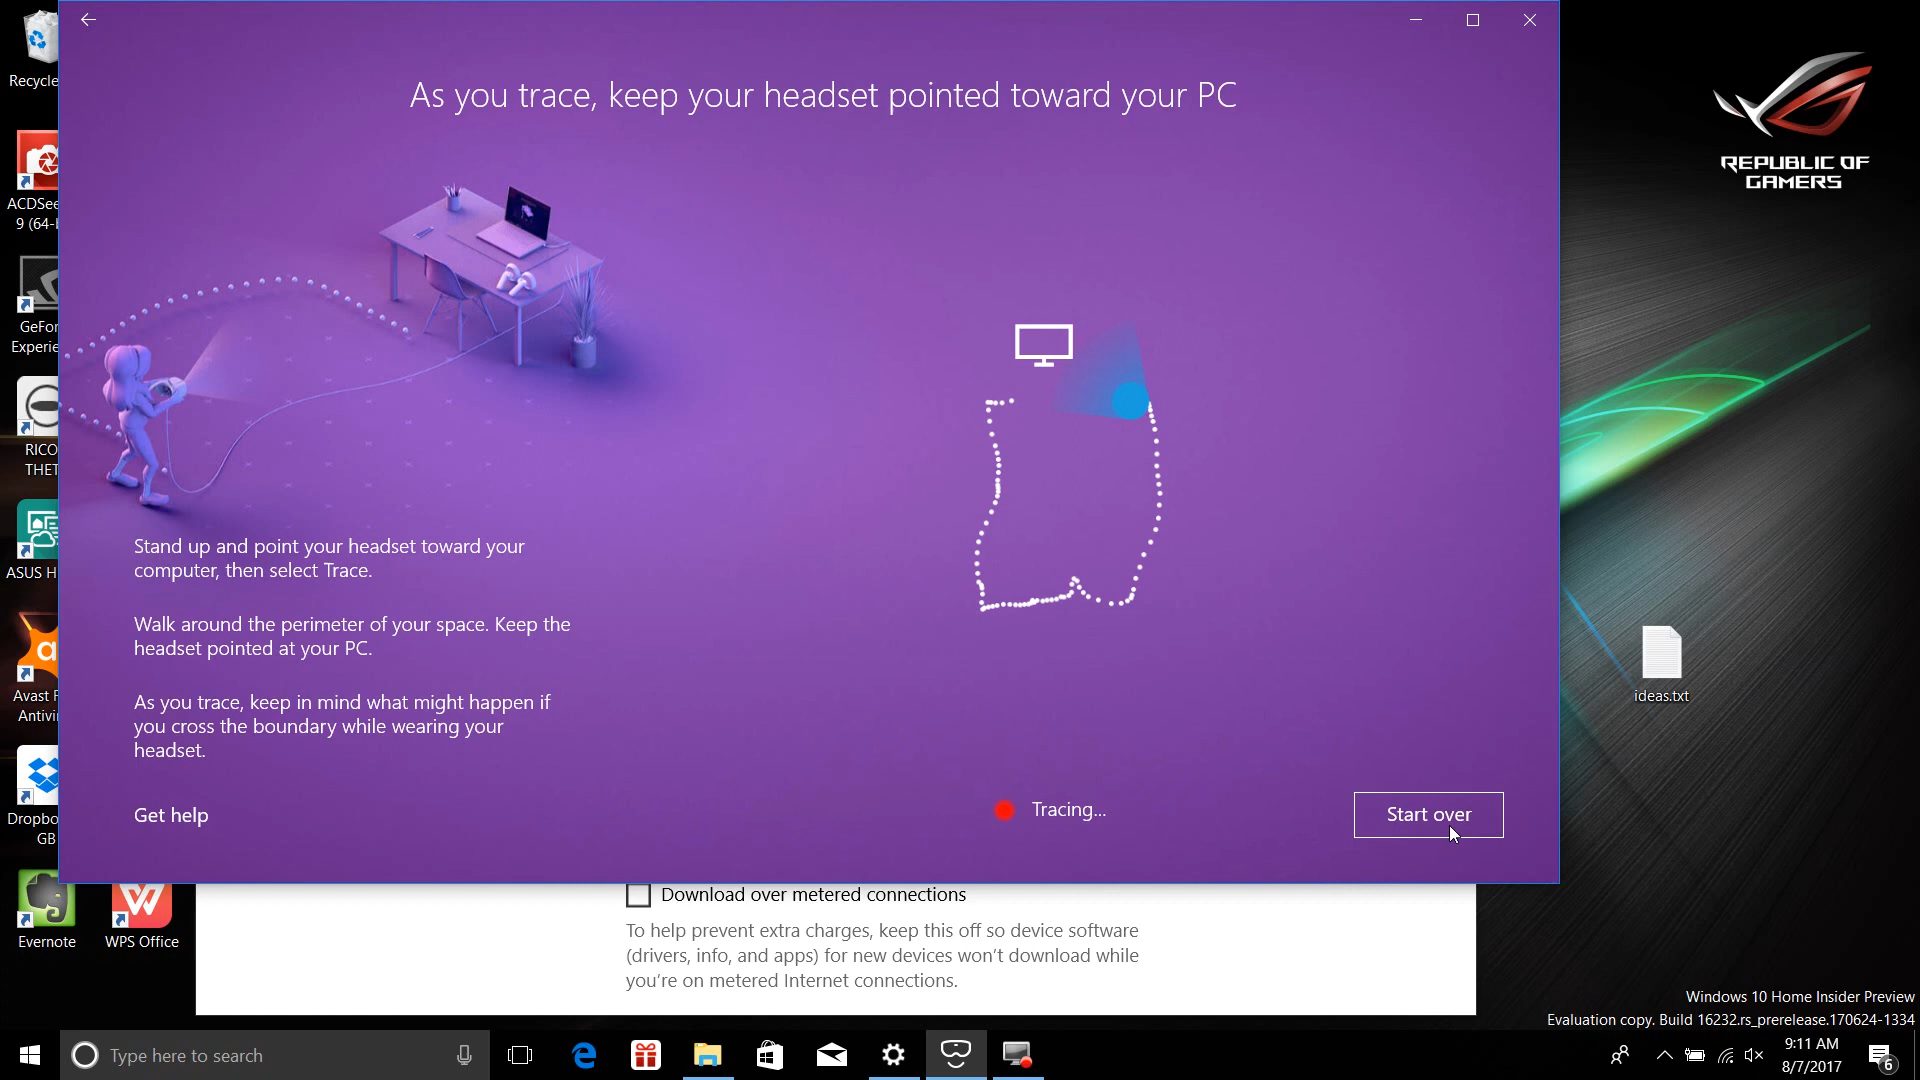 As you trace, keep your headset pointed toward your PC
Stand up and point your headset toward your
computer, then select Trace.
Walk around the perimeter of your space. Keep the
headset pointed at your PC.
As you trace, keep in mind what might happen if
you cross the boundary while wearing your
headset.
Get help
Tracing...
Start over
Download over metered connections
To help prevent extra charges, keep this off so device software
(drivers, info, and apps) for new devices won't download while
you're on metered Internet connections.
Recycle
ACDSee
9 (64-b
GeFor
Experie
RICO
THET
ASUS H
Avast F
Antivir
Dropbo
GB
Evernote
WPS Office
REPUBLIC OF
GAMERS
ideas.txt
Windows 10 Home Insider Preview
Evaluation copy. Build 16232.rs_prerelease.170624-1334
Type here to search
9:11 AM
8/7/2017
6